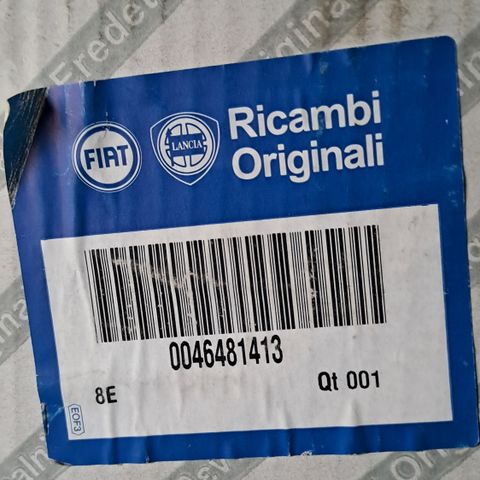 Ricambi
Originali
FIAT
LANCIA
0046481413
8E
Qt 001
EOF3